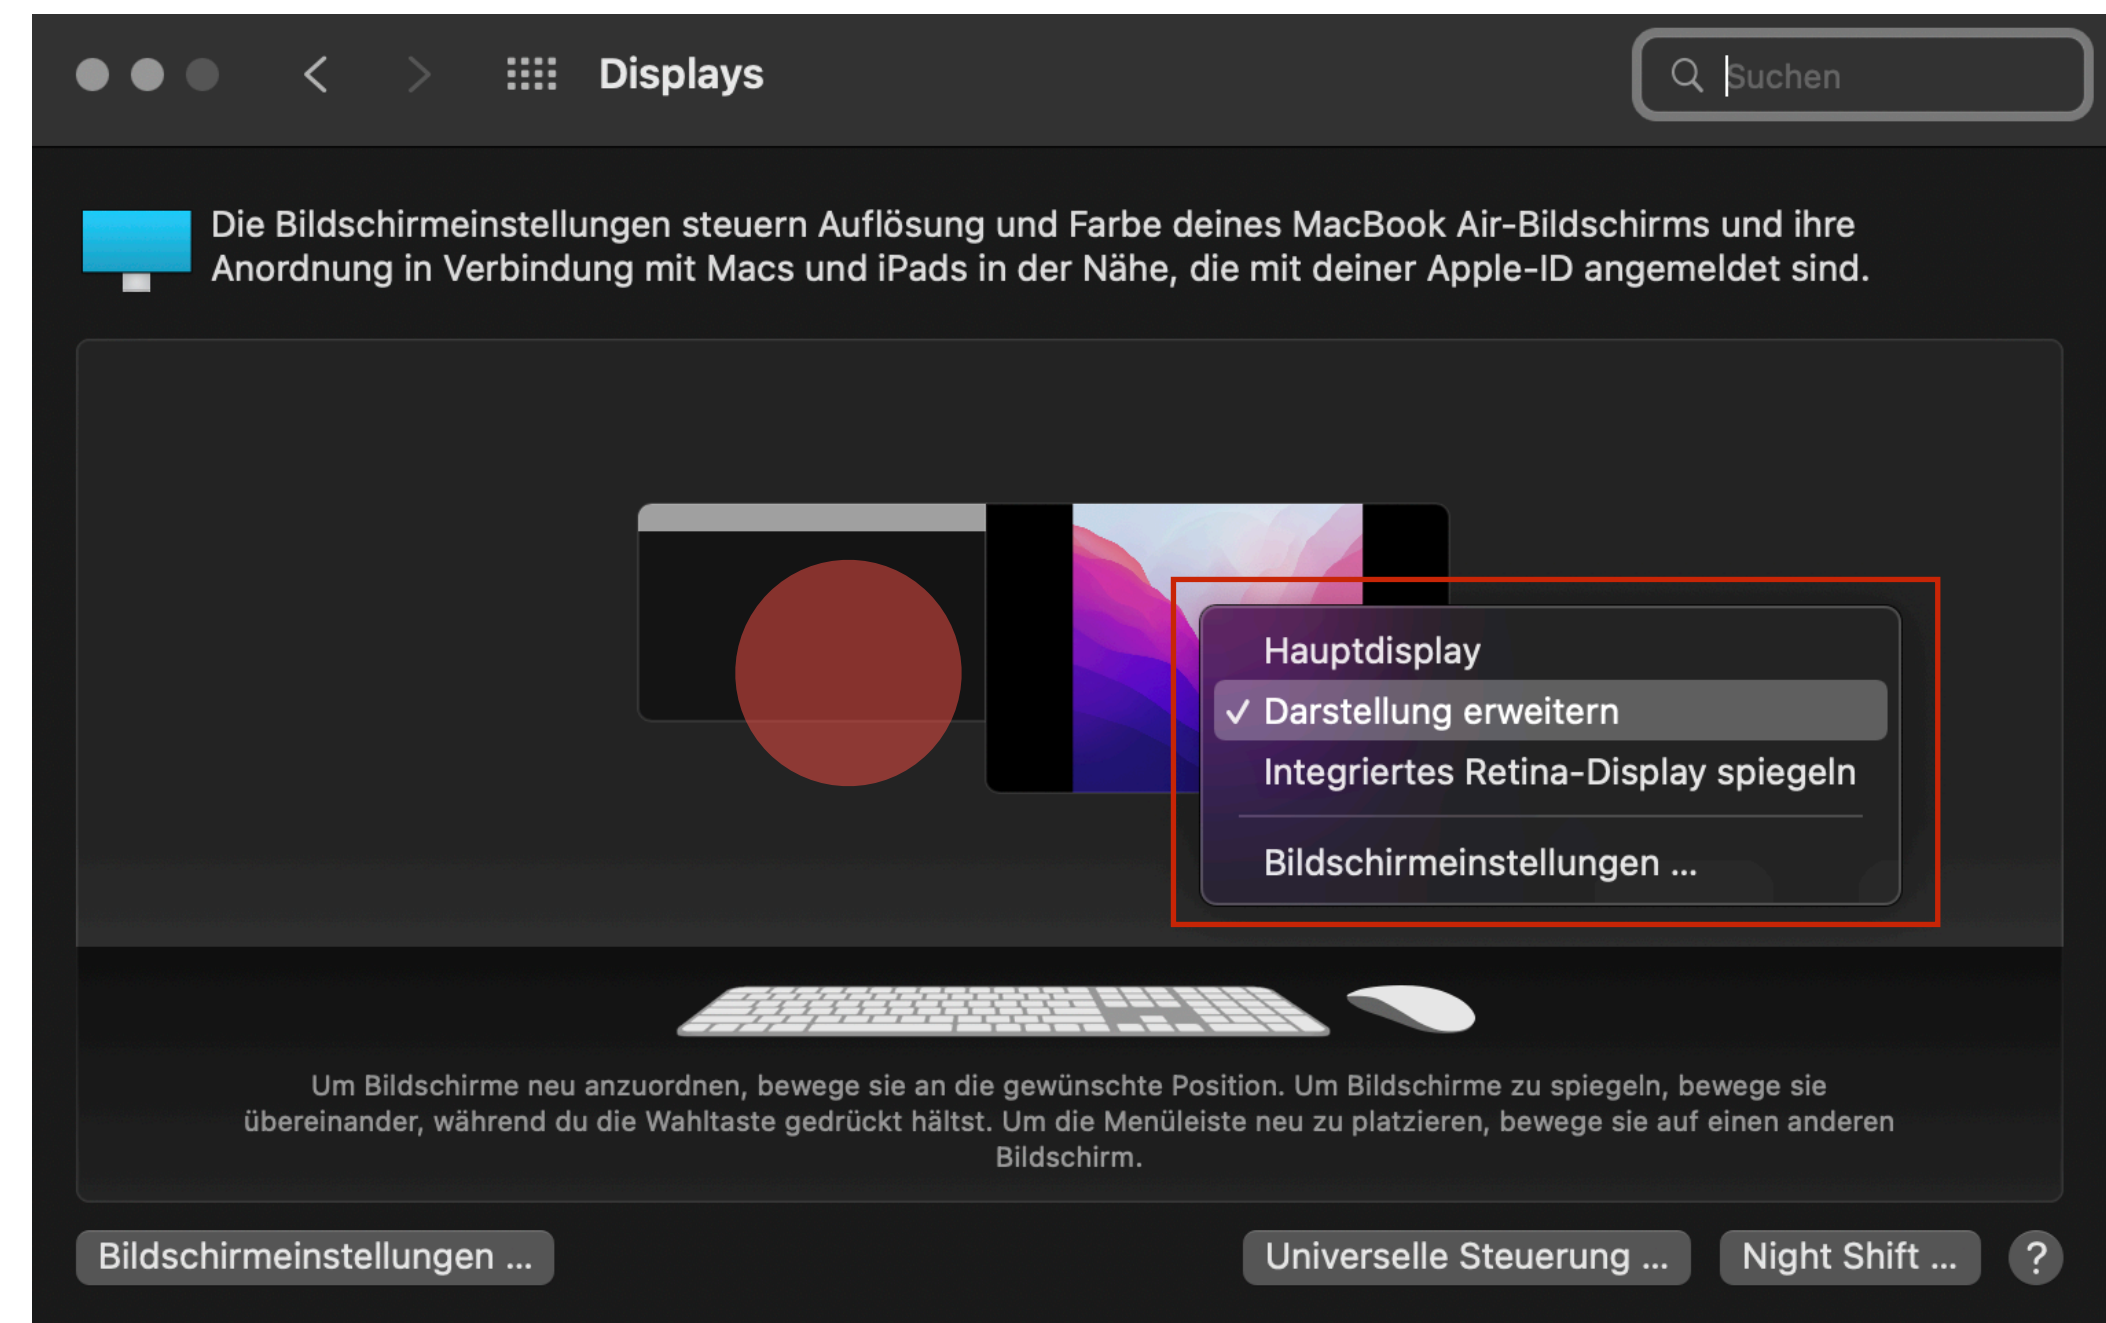 Displays
Suchen
Die Bildschirmeinstellungen steuern Auflösung und Farbe deines MacBook Air-Bildschirms und ihre
Anordnung in Verbindung mit Macs und iPads in der Nähe, die mit deiner Apple-ID angemeldet sind.
Hauptdisplay
✓ Darstellung erweitern
Integriertes Retina-Display spiegeln
Bildschirmeinstellungen ...
Um Bildschirme neu anzuordnen, bewege sie an die gewünschte Position. Um Bildschirme zu spiegeln, bewege sie
übereinander, während du die Wahltaste gedrückt hältst. Um die Menüleiste neu zu platzieren, bewege sie auf einen anderen
Bildschirm.
Bildschirmeinstellungen ...
Universelle Steuerung ...
Night Shift ...
?